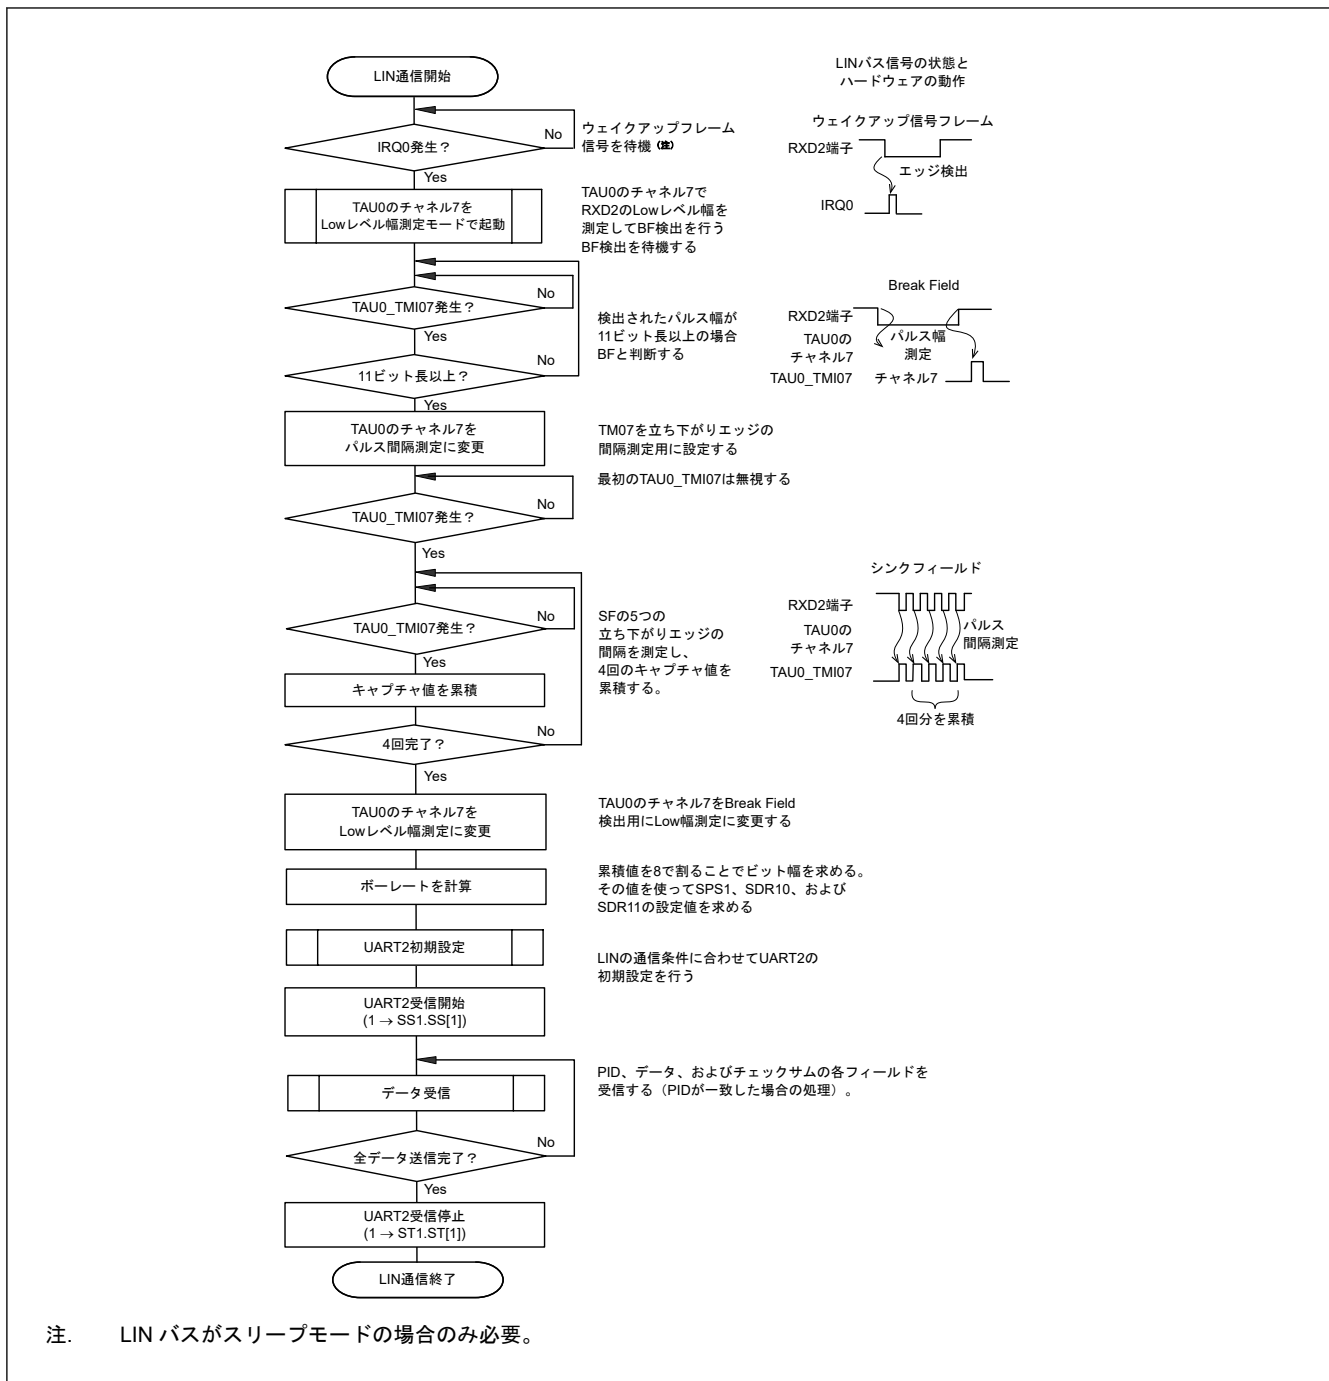 LIN通信開始
IRQ0発生？
No
Yes
ウェイクアップフレーム
信号を待機 (注)
TAU0のチャネル7を
Lowレベル幅測定モードで起動
TAU0のチャネル7で
RXD2のLowレベル幅を
測定してBF検出を行う
BF検出を待機する
TAU0_TMI07発生？
No
Yes
11ビット長以上？
No
Yes
検出されたパルス幅が
11ビット長以上の場合
BFと判断する
TAU0のチャネル7を
パルス間隔測定に変更
TM07を立ち下がりエッジの
間隔測定用に設定する
最初のTAU0_TMI07は無視する
TAU0_TMI07発生？
No
Yes
TAU0_TMI07発生？
No
Yes
SFの5つの
立ち下がりエッジの
間隔を測定し、
4回のキャプチャ値を
累積する。
キャプチャ値を累積
4回完了？
No
Yes
TAU0のチャネル7を
Lowレベル幅測定に変更
TAU0のチャネル7をBreak Field
検出用にLow幅測定に変更する
ボーレートを計算
累積値を8で割ることでビット幅を求める。
その値を使ってSPS1、SDR10、および
SDR11の設定値を求める
UART2初期設定
LINの通信条件に合わせてUART2の
初期設定を行う
UART2受信開始
(1 → SS1.SS[1])
データ受信
PID、データ、およびチェックサムの各フィールドを
受信する（PIDが一致した場合の処理）。
全データ送信完了？
No
Yes
UART2受信停止
(1 → ST1.ST[1])
LIN通信終了
LINバス信号の状態と
ハードウェアの動作
ウェイクアップ信号フレーム
RXD2端子
エッジ検出
IRQ0
Break Field
RXD2端子
TAU0の
チャネル7
パルス幅
測定
TAU0_TMI07
チャネル7
シンクフィールド
RXD2端子
TAU0の
チャネル7
パルス
間隔測定
TAU0_TMI07
4回分を累積
注. LIN バスがスリープモードの場合のみ必要。